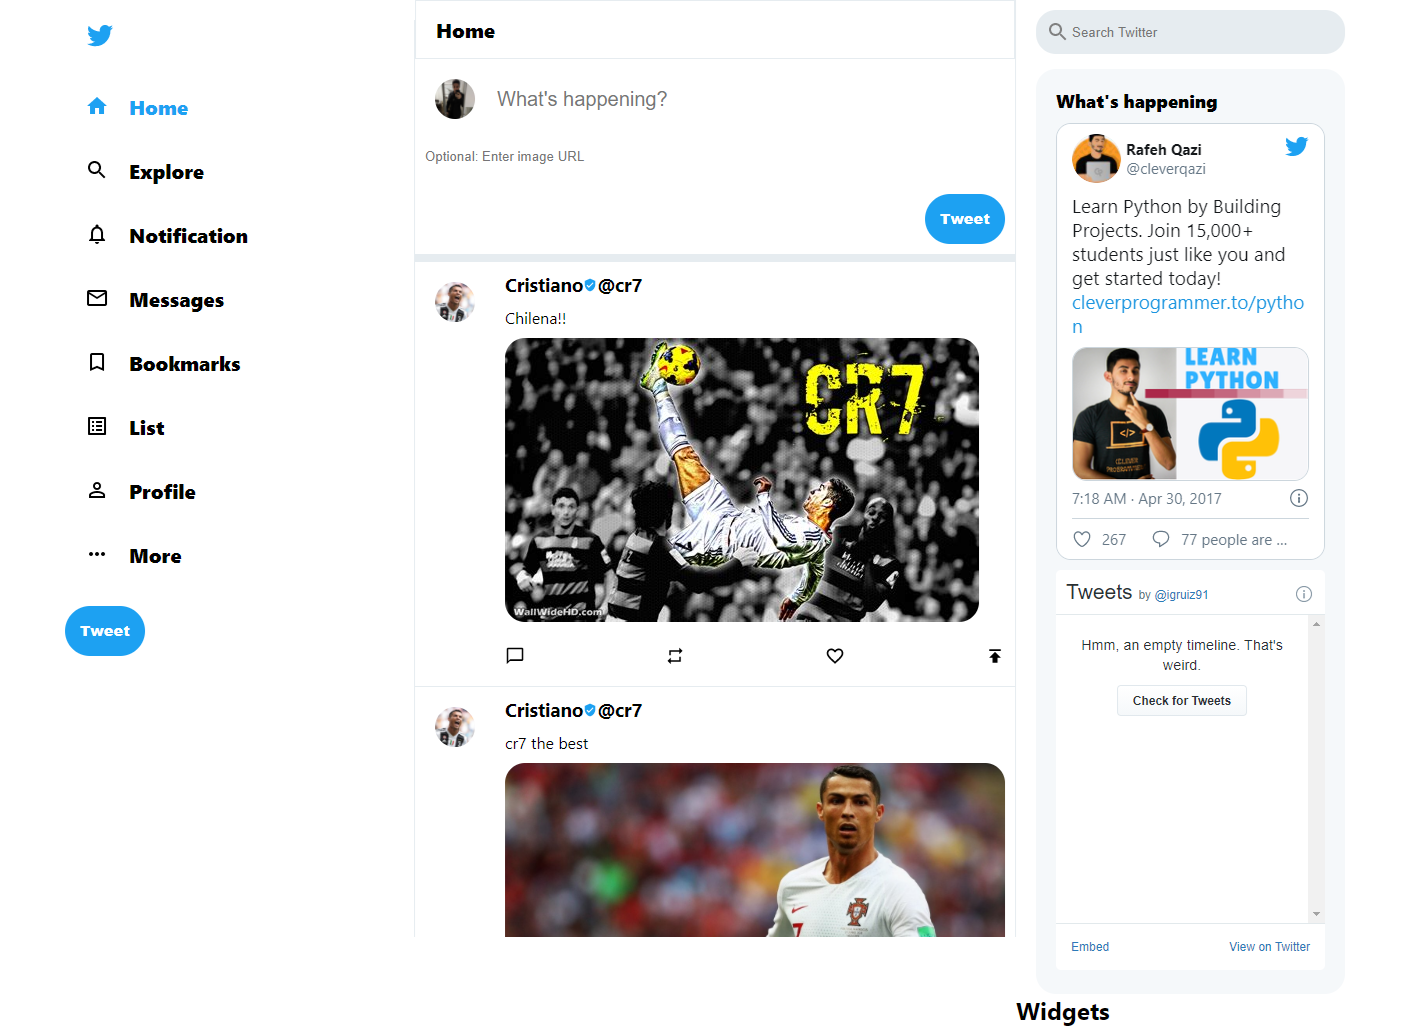 Home
Explore
Notification
Messages
Bookmarks
List
Profile
More
Tweet
Home
What's happening?
Optional: Enter image URL
Tweet
Cristiano @cr7
Chilena!!
CR7
WallWideHD.com
Cristiano @cr7
cr7 the best
7
Search Twitter
What's happening
Rafeh Qazi
@cleverqazi
Learn Python by Building
Projects. Join 15,000+
students just like you and
get started today!
cleverprogrammer.to/pytho
n
LEARN
PYTHON
</>
CLEVER
PROGRAMMER
7:18 AM · Apr 30, 2017
267
77 people are ...
Tweets by @igruiz91
Hmm, an empty timeline. That's
weird.
Check for Tweets
Embed
View on Twitter
Widgets